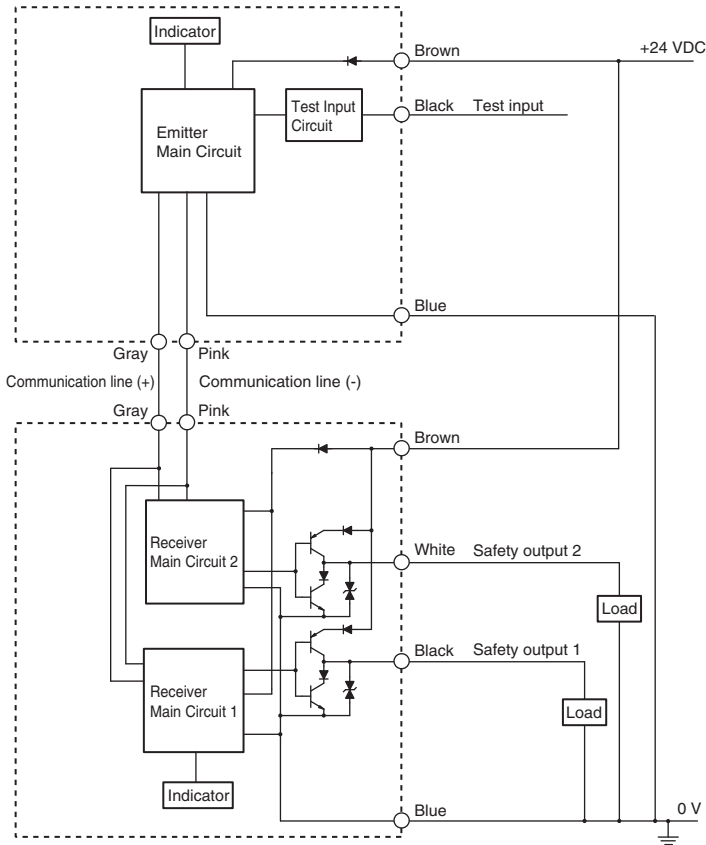 Indicator
Brown
+24 VDC
Emitter
Main Circuit
Test Input
Circuit
Black
Test input
Blue
Gray
Pink
Communication line (+)
Communication line (-)
Gray
Pink
Brown
Receiver
Main Circuit 2
White
Safety output 2
Load
Black
Safety output 1
Receiver
Main Circuit 1
Load
Indicator
Blue
0 V